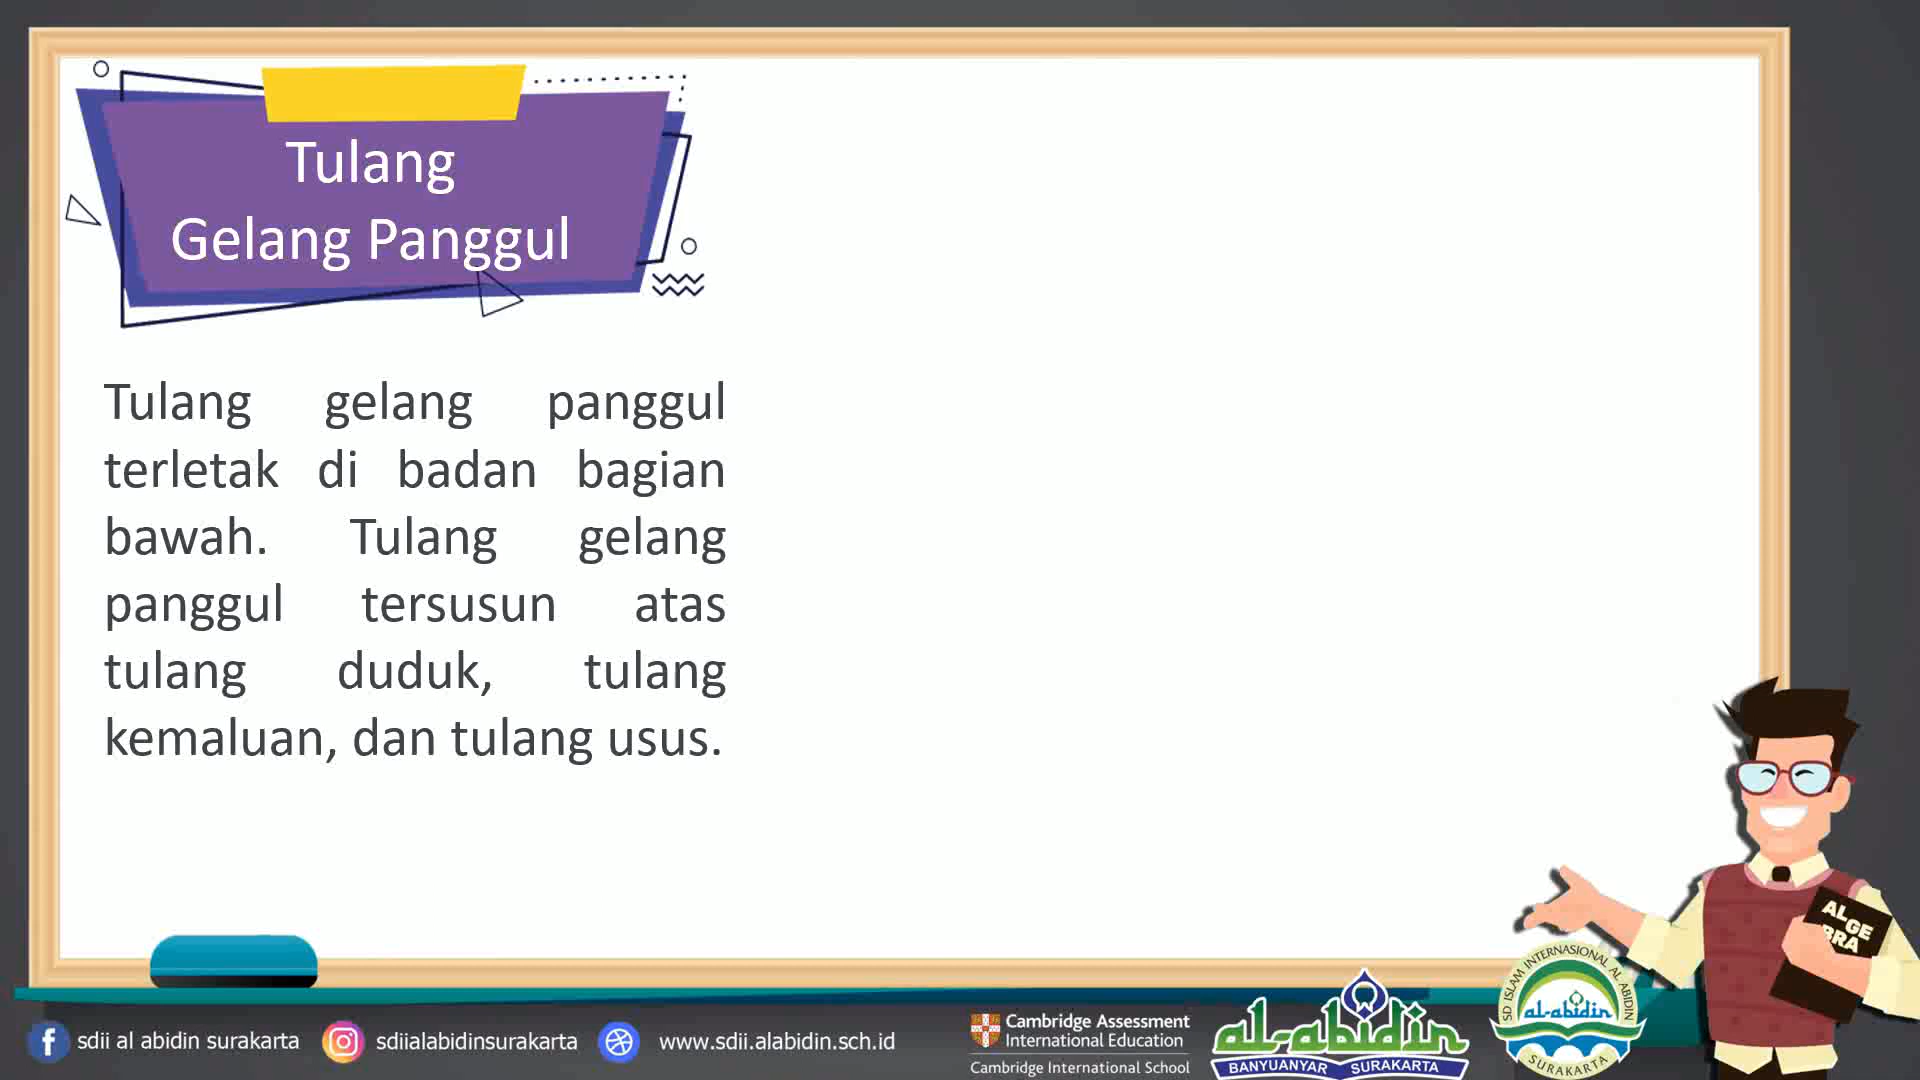 Tulang
Gelang Panggul
Tulang gelang panggul
terletak di badan bagian
bawah. Tulang gelang
panggul tersusun atas
tulang duduk, tulang
kemaluan, dan tulang usus.
ALGE
BRA
sdii al abidin surakarta
sdiialabidinsurakarta
www.sdii.alabidin.sch.id
Cambridge Assessment
International Education
Cambridge International School
al-abidin
BANYUANYAR SURAKARTA
SD ISLAM INTERNASIONAL AL ABIDIN
al-abidin
SURAKARTA